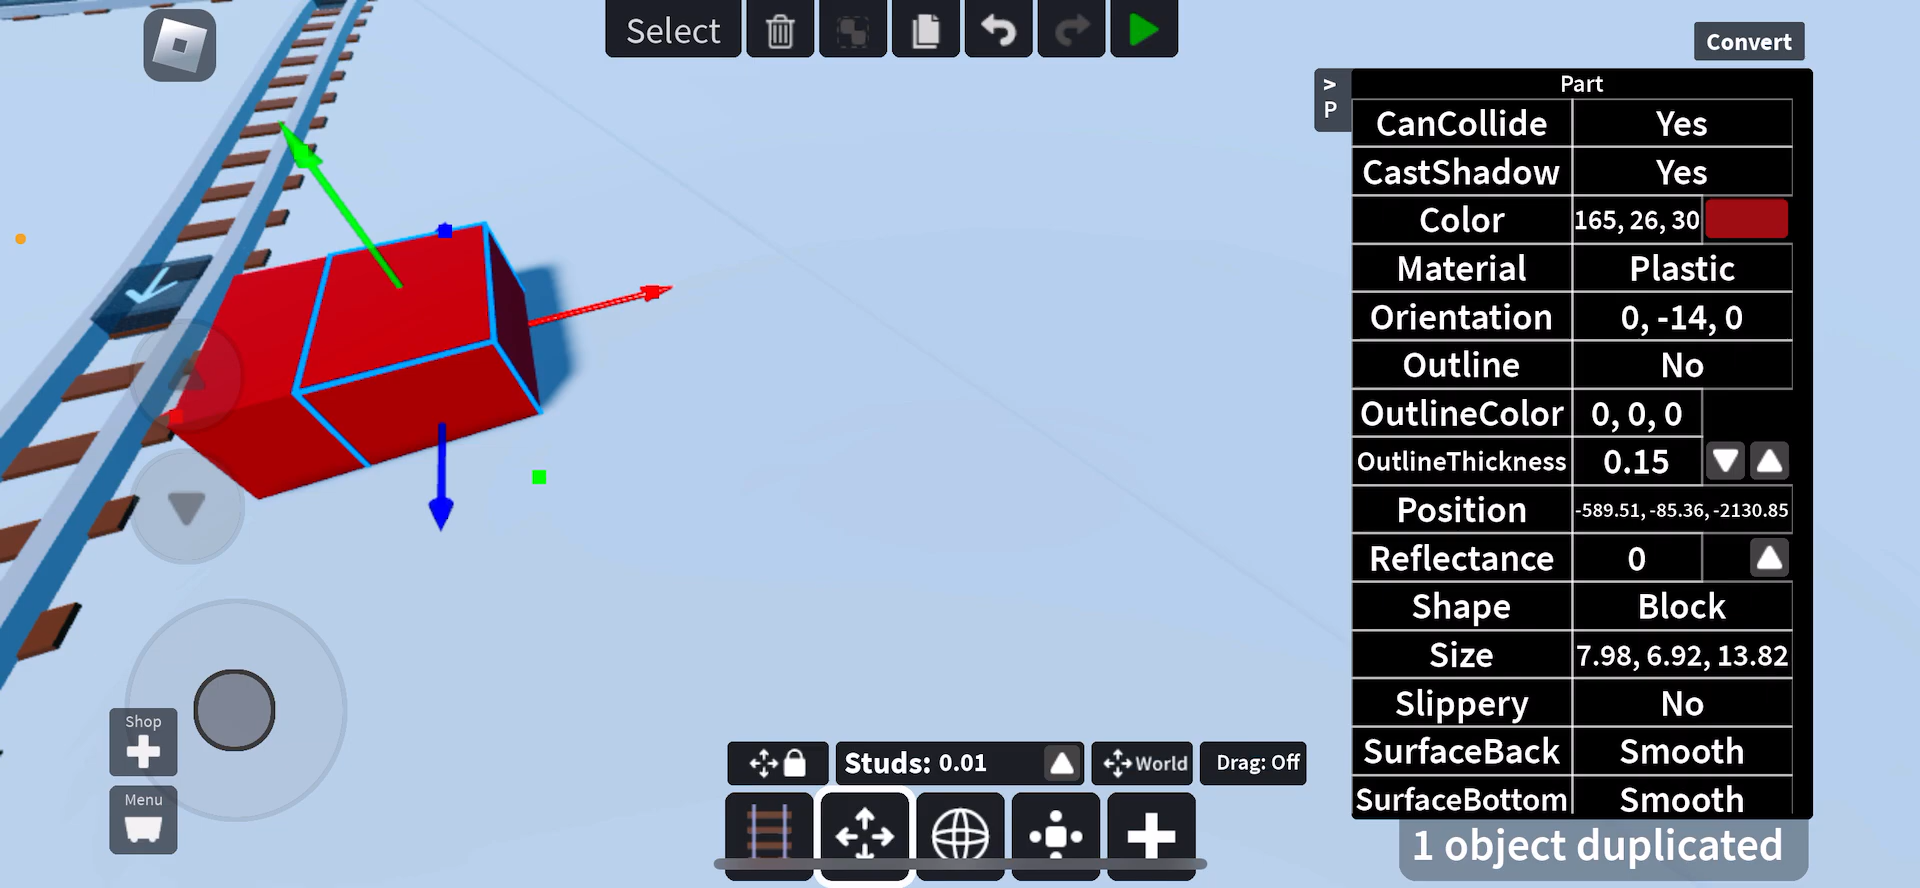 Select
Convert
>
P
Part
CanCollide Yes
CastShadow Yes
Color 165, 26, 30
Material Plastic
Orientation 0, -14, 0
Outline No
OutlineColor 0, 0, 0
OutlineThickness 0.15
Position -589.51, -85.36, -2130.85
Reflectance 0
Shape Block
Size 7.98, 6.92, 13.82
Slippery No
SurfaceBack Smooth
SurfaceBottom Smooth
Shop
Menu
Studs: 0.01
World
Drag: Off
1 object duplicated